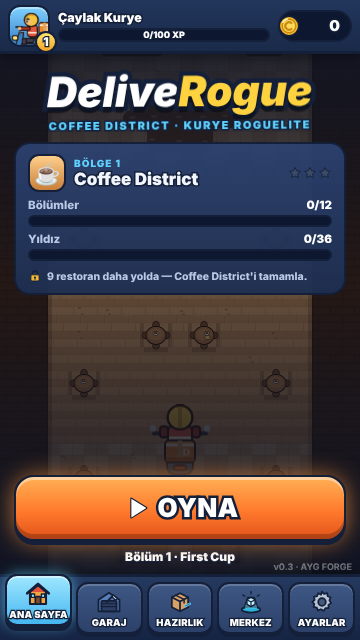 Çaylak Kurye
1
0/100 XP
0
DeliveRogue
COFFEE DISTRICT · KURYE ROGUELITE
BÖLGE 1
Coffee District
Bölümler 0/12
Yıldız 0/36
9 restoran daha yolda — Coffee District'i tamamla.
OYNA
Bölüm 1 · First Cup
v0.3 · AYG FORGE
ANA SAYFA GARAJ HAZIRLIK MERKEZ AYARLAR